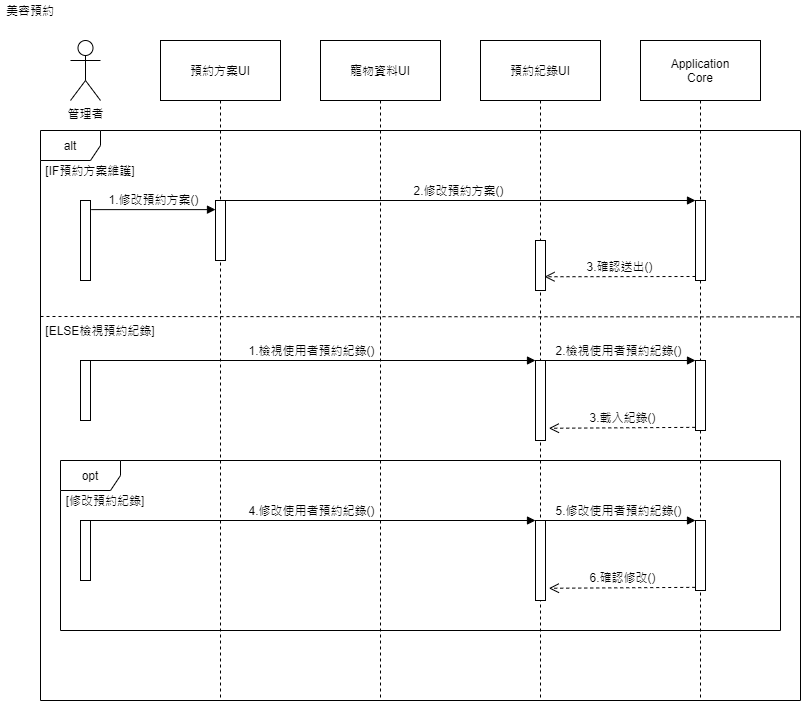 美容預約
預約方案UI
寵物資料UI
預約紀錄UI
Application
Core
管理者
alt
[IF預約方案維護]
1.修改預約方案()
2.修改預約方案()
3.確認送出()
[ELSE檢視預約紀錄]
1.檢視使用者預約紀錄()
2.檢視使用者預約紀錄()
3.載入紀錄()
opt
[修改預約紀錄]
4.修改使用者預約紀錄()
5.修改使用者預約紀錄()
6.確認修改()